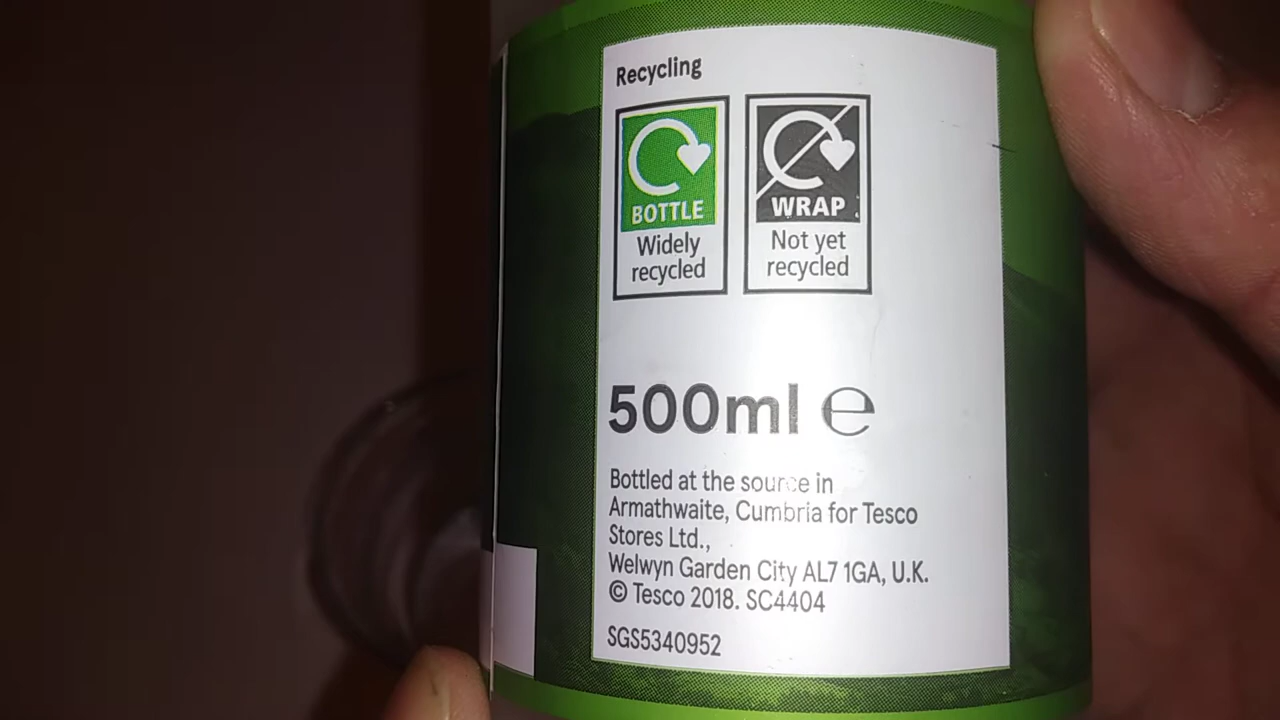 Recycling
BOTTLE
Widely
recycled
WRAP
Not yet
recycled
500ml ℮
Bottled at the source in
Armathwaite, Cumbria for Tesco
Stores Ltd.,
Welwyn Garden City AL7 1GA, U.K.
© Tesco 2018. SC4404
SGS5340952